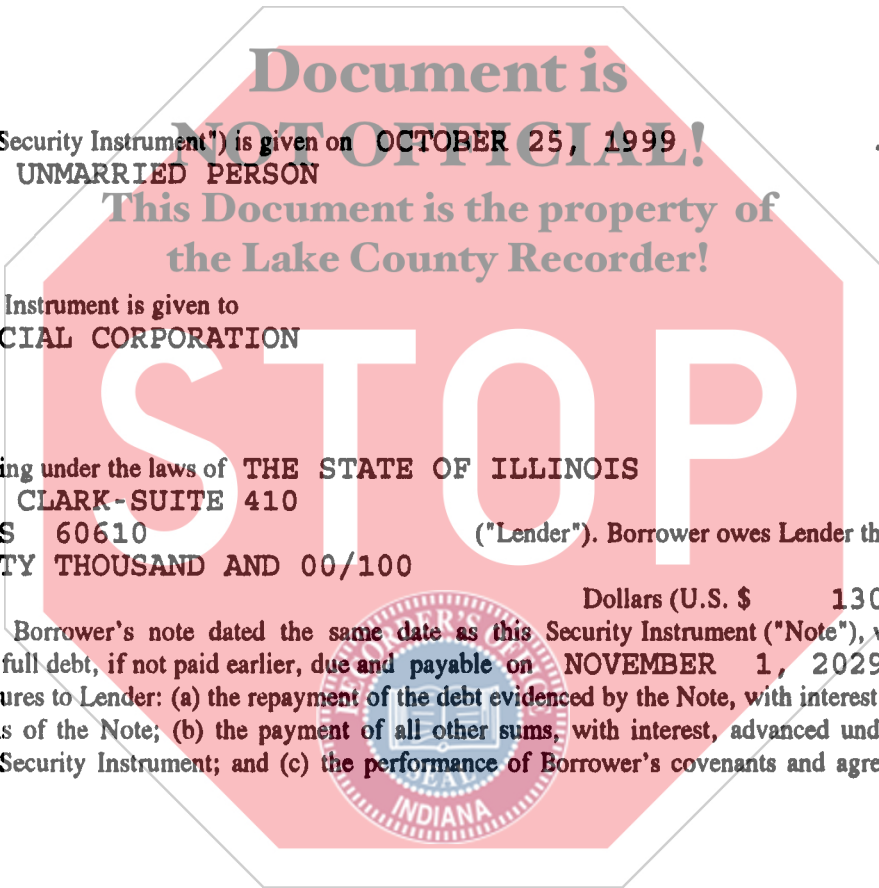 Document is
NOT OFFICIAL!
Security Instrument") is given on OCTOBER 25, 1999
UNMARRIED PERSON
This Document is the property of
the Lake County Recorder!
Instrument is given to
CIAL CORPORATION
STOP
ing under the laws of THE STATE OF ILLINOIS
CLARK-SUITE 410
S 60610 ("Lender"). Borrower owes Lender th
TY THOUSAND AND 00/100
Dollars (U.S. $ 130
Borrower's note dated the same date as this Security Instrument ("Note"), w
full debt, if not paid earlier, due and payable on NOVEMBER 1, 2029
ures to Lender: (a) the repayment of the debt evidenced by the Note, with interest
s of the Note; (b) the payment of all other sums, with interest, advanced und
Security Instrument; and (c) the performance of Borrower's covenants and agre
RECORDER'S OFFICE
SEAL
INDIANA